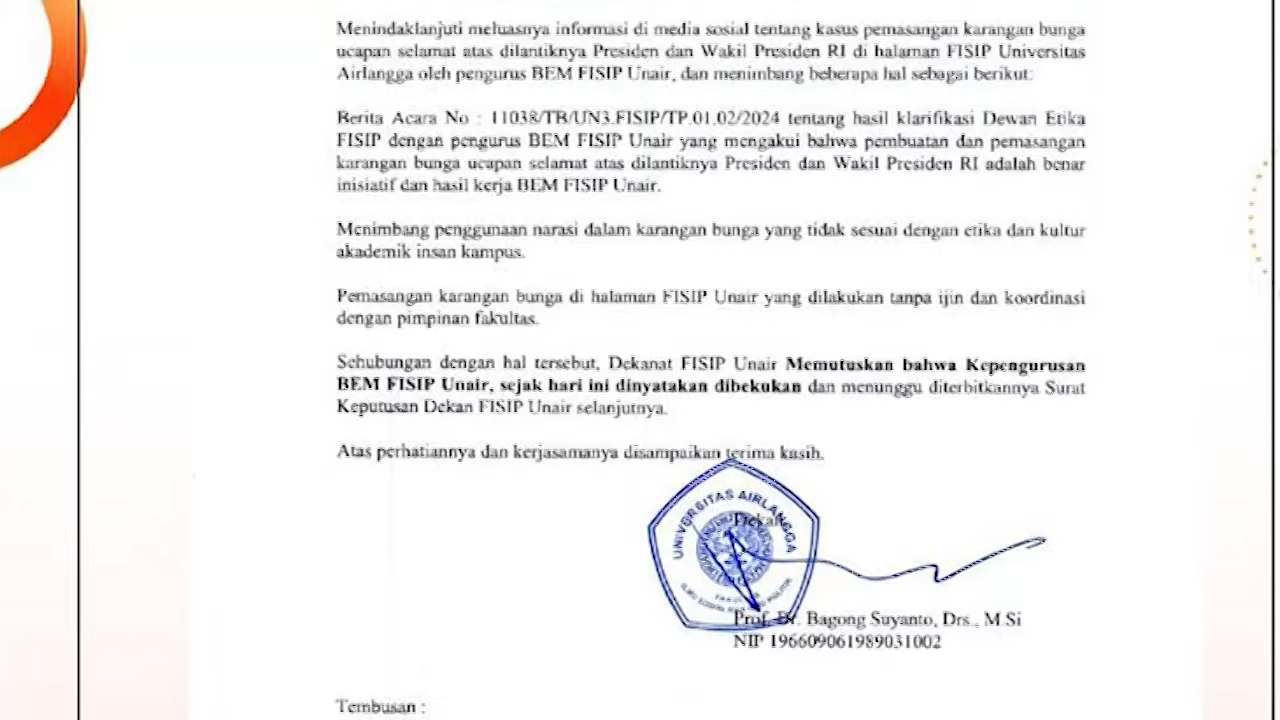 Menindaklanjuti meluasnya informasi di media sosial tentang kasus pemasangan karangan bunga
ucapan selamat atas dilantiknya Presiden dan Wakil Presiden RI di halaman FISIP Universitas
Airlangga oleh pengurus BEM FISIP Unair, dan menimbang beberapa hal sebagai berikut:
Berita Acara No : 11038/TB/UN3.FISIP/TP.01.02/2024 tentang hasil klarifikasi Dewan Etika
FISIP dengan pengurus BEM FISIP Unair yang mengakui bahwa pembuatan dan pemasangan
karangan bunga ucapan selamat atas dilantiknya Presiden dan Wakil Presiden RI adalah benar
inisiatif dan hasil kerja BEM FISIP Unair.
Menimbang penggunaan narasi dalam karangan bunga yang tidak sesuai dengan etika dan kultur
akademik insan kampus.
Pemasangan karangan bunga di halaman FISIP Unair yang dilakukan tanpa ijin dan koordinasi
dengan pimpinan fakultas.
Sehubungan dengan hal tersebut, Dekanat FISIP Unair Memutuskan bahwa Kepengurusan
BEM FISIP Unair, sejak hari ini dinyatakan dibekukan dan menunggu diterbitkannya Surat
Keputusan Dekan FISIP Unair selanjutnya.
Atas perhatiannya dan kerjasamanya disampaikan terima kasih.
UNIVERSITAS AIRLANGGA
Dekan
Prof. Dr. Bagong Suyanto, Drs., M.Si
NIP 196609061989031002
Tembusan :